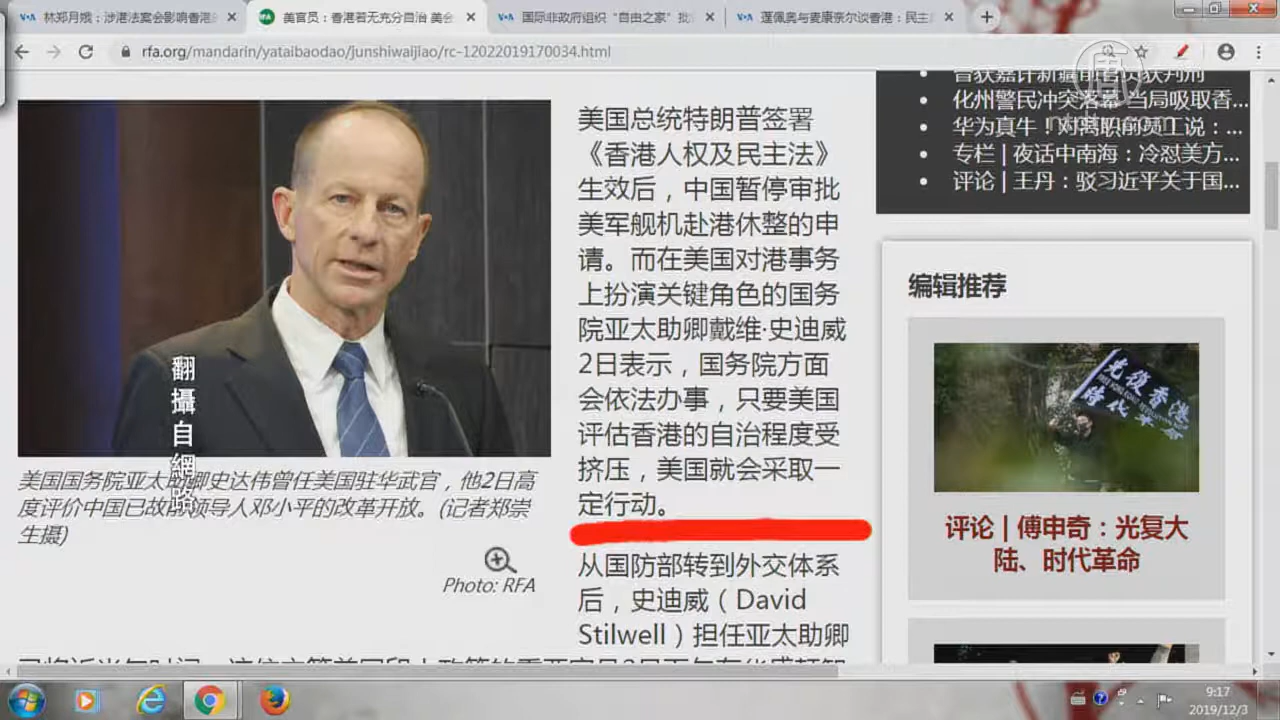 林郑月娥：涉港法案会影响香港
美官员：香港若无充分自治 美会
国际非政府组织“自由之家”批
蓬佩奥与麦康奈尔谈香港：民主
rfa.org/mandarin/yataibaodao/junshiwaijiao/rc-12022019170034.html
美国总统特朗普签署
《香港人权及民主法》
生效后，中国暂停审批
美军舰机赴港休整的申
请。而在美国对港事务
上扮演关键角色的国务
院亚太助卿戴维·史迪威
2日表示，国务院方面
会依法办事，只要美国
评估香港的自治程度受
挤压，美国就会采取一
定行动。
从国防部转到外交体系
后，史迪威（David
Stilwell）担任亚太助卿
翻攝自網路
美国国务院亚太助卿史达伟曾任美国驻华武官，他2日高
度评价中国已故前领导人邓小平的改革开放。(记者郑崇
生摄)
Photo: RFA
化州警民冲突落幕 当局吸取香...
华为真牛！对离职前员工说：...
专栏 | 夜话中南海：冷怼美方...
评论 | 王丹：驳习近平关于国...
编辑推荐
光復香港
時代革命
评论 | 傅申奇：光复大
陆、时代革命
9:17
2019/12/3